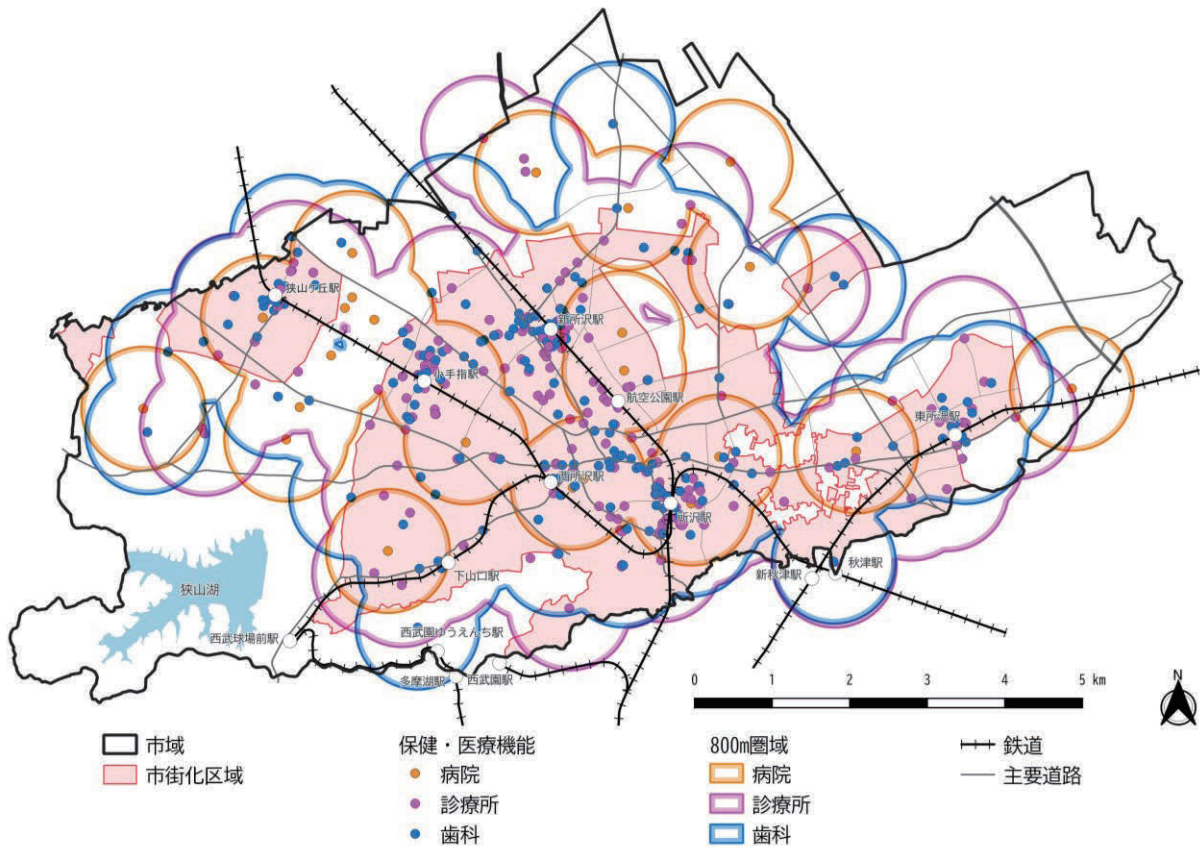 狭山ヶ丘駅
新所沢駅
小手指駅
航空公園駅
東所沢駅
西所沢駅
所沢駅
下山口駅
新秋津駅
秋津駅
狭山湖
西武球場前駅
西武園ゆうえんち駅
多摩湖駅
西武園駅
0 1 2 3 4 5 km
N
市域
市街化区域
保健・医療機能
病院
診療所
歯科
800m圏域
病院
診療所
歯科
鉄道
主要道路